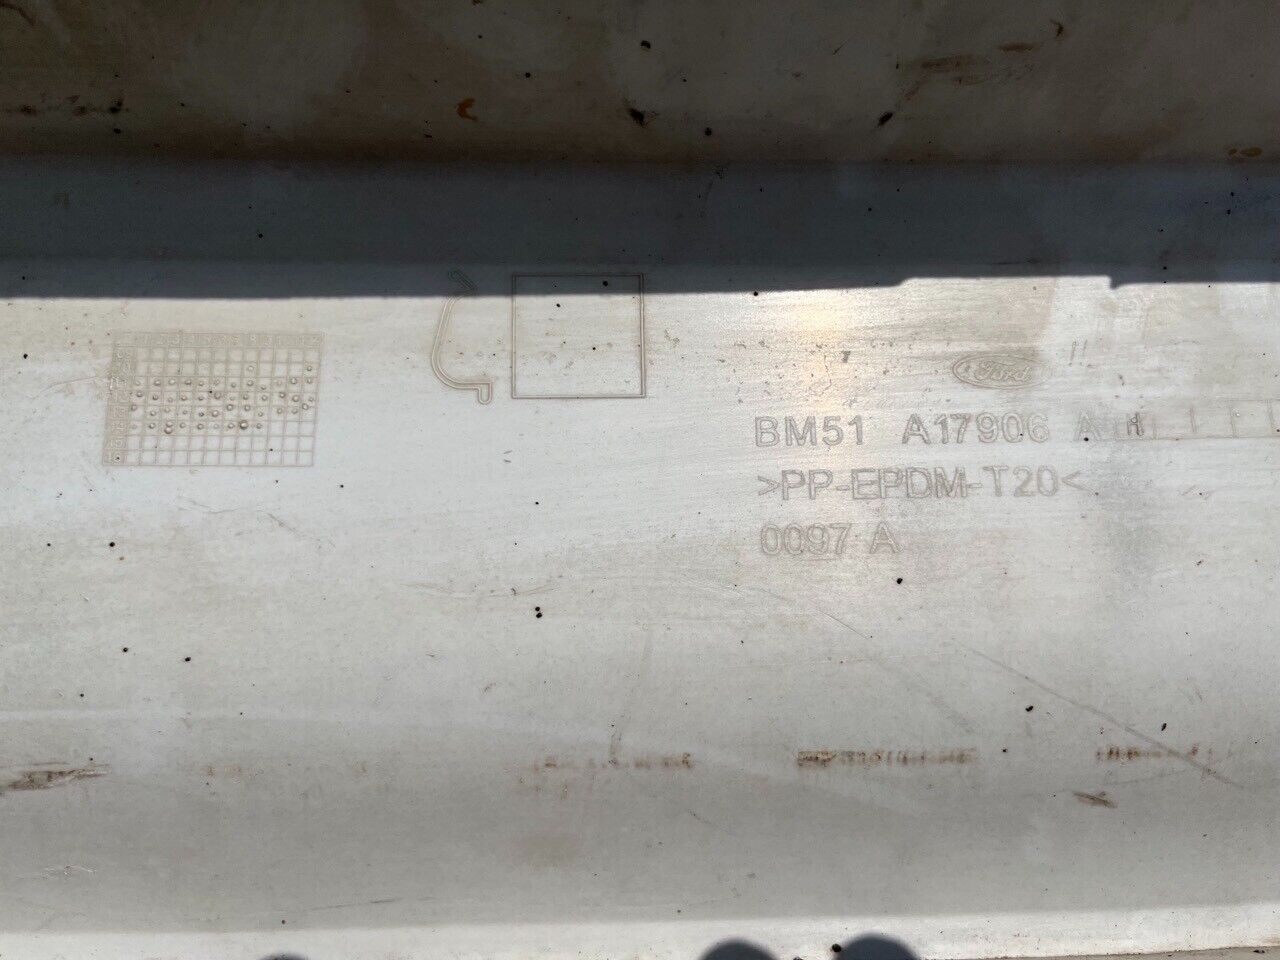 Ford
BM51 A17906 A H
>PP-EPDM-T20<
0097 A